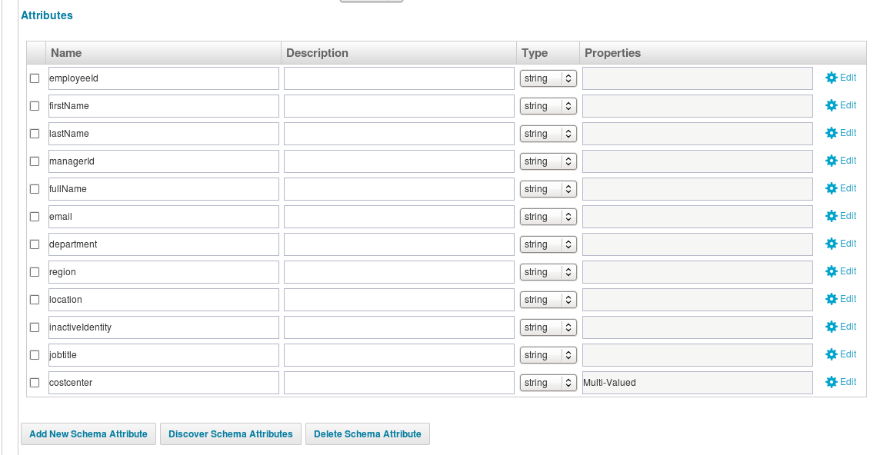 Attributes
Name Description Type Properties
employeeId string Edit
firstName string Edit
lastName string Edit
managerId string Edit
fullName string Edit
email string Edit
department string Edit
region string Edit
location string Edit
inactiveIdentity string Edit
jobtitle string Edit
costcenter string Multi-Valued Edit
Add New Schema Attribute Discover Schema Attributes Delete Schema Attribute